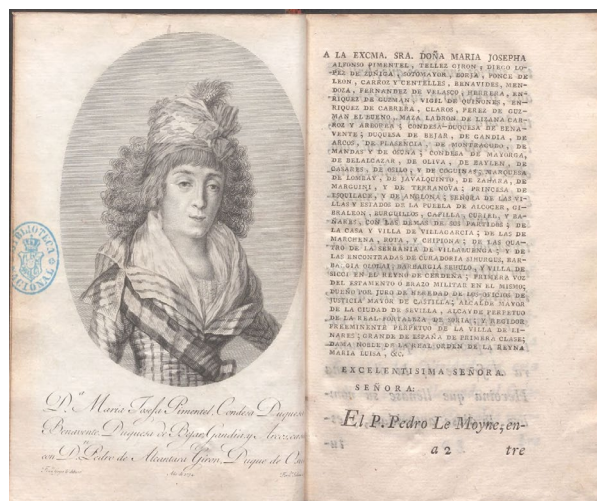 D.ª Maria Josefa Pimentel, Condesa Duquesa
Benavente, Duquesa de Bejar, Gandia, y Arcos,
con D.ⁿ Pedro de Alcantara Giron, Duque de
BIBLIOTECA
NACIONAL
A LA EXCMA. SRA. DOÑA MARIA JOSEPHA
ALFONSO PIMENTEL, TELLEZ GIRON; DIEGO LO-
PEZ DE ZUÑIGA, SOTOMAYOR, BORJA, PONCE DE
LEON, CARROZ Y CENTELLES, BENAVIDES, MEN-
DOZA, FERNANDEZ DE VELASCO, HERRERA, EN-
RIQUEZ DE GUZMAN, VIGIL DE QUIÑONES, EN-
RIQUEZ DE CABRERA, CLAROS, PEREZ DE GUZ-
MAN EL BUENO, MAZA LADRON DE LIZANA CAR-
ROZ Y ARBOREA; CONDESA-DUQUESA DE BENA-
VENTE; DUQUESA DE BEJAR, DE GANDIA, DE
ARCOS, DE PLASENCIA, DE MONTEAGUDO, DE
MANDAS Y DE OSUNA; CONDESA DE MAYORGA,
DE BELALCAZAR, DE OLIVA, DE BAYLEN, DE
CASARES, DE OSILO, Y DE COGUINAS; MARQUESA
DE LOMBAY, DE JAVALQUINTO, DE ZAHARA, DE
MARGUINI, Y DE TERRANOVA; PRINCESA DE
ESQUILACE, Y DE ANGLONA; SEÑORA DE LAS VI-
LLAS Y ESTADOS DE LA PUEBLA DE ALCOCER, GI-
BRALEON, BURGUILLOS, CAPILLA, CURIEL, Y BA-
ÑARES, CON LAS DEMAS DE SUS PARTIDOS; DE
LA CASA Y VILLA DE VILLAGARCIA; DE LAS DE
MARCHENA, ROTA, Y CHIPIONA; DE LAS QUA-
TRO DE LA SERRANIA DE VILLALUENGA; Y DE
LAS ENCONTRADAS DE CURADORIA SIHURGUS, BAR-
BARGIA OLOLAI; BARBARGIA SEHULO, Y VILLA DE
SICCI EN EL REYNO DE CERDEÑA; PRIMERA VOZ
DEL ESTAMENTO O BRAZO MILITAR EN EL MISMO;
DUEÑO POR JURO DE HEREDAD DE LOS OFICIOS DE
JUSTICIA MAYOR DE CASTILLA; ALCALDE MAYOR
DE LA CIUDAD DE SEVILLA, ALCAYDE PERPETUO
DE LA REAL FORTALEZA DE SORIA; Y REGIDOR
PREEMINENTE PERPETUO DE LA VILLA DE LI-
NARES; GRANDE DE ESPAÑA DE PRIMERA CLASE;
DAMA NOBLE DE LA REAL ORDEN DE LA REYNA
MARIA LUISA, &C.
EXCELENTISIMA SEÑORA.
SEÑORA:
El P. Pedro Le Moyne, en-
a 2 tre